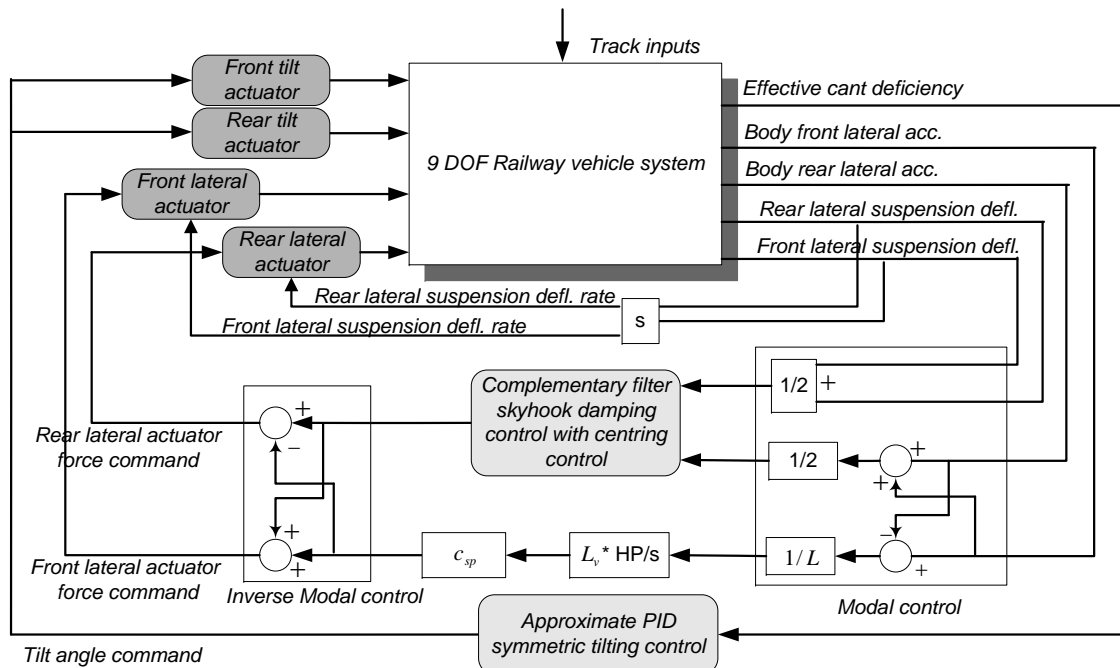 Track inputs
Front tilt
actuator
Rear tilt
actuator
Front lateral
actuator
Rear lateral
actuator
9 DOF Railway vehicle system
Effective cant deficiency
Body front lateral acc.
Body rear lateral acc.
Rear lateral suspension defl.
Front lateral suspension defl.
Rear lateral suspension defl. rate
Front lateral suspension defl. rate
s
Complementary filter
skyhook damping
control with centring
control
1/2 +
1/2
+
+
1/L
−
+
Modal control
L_v* HP/s
c_sp
+
−
+
+
Inverse Modal control
Rear lateral actuator
force command
Front lateral actuator
force command
Approximate PID
symmetric tilting control
Tilt angle command